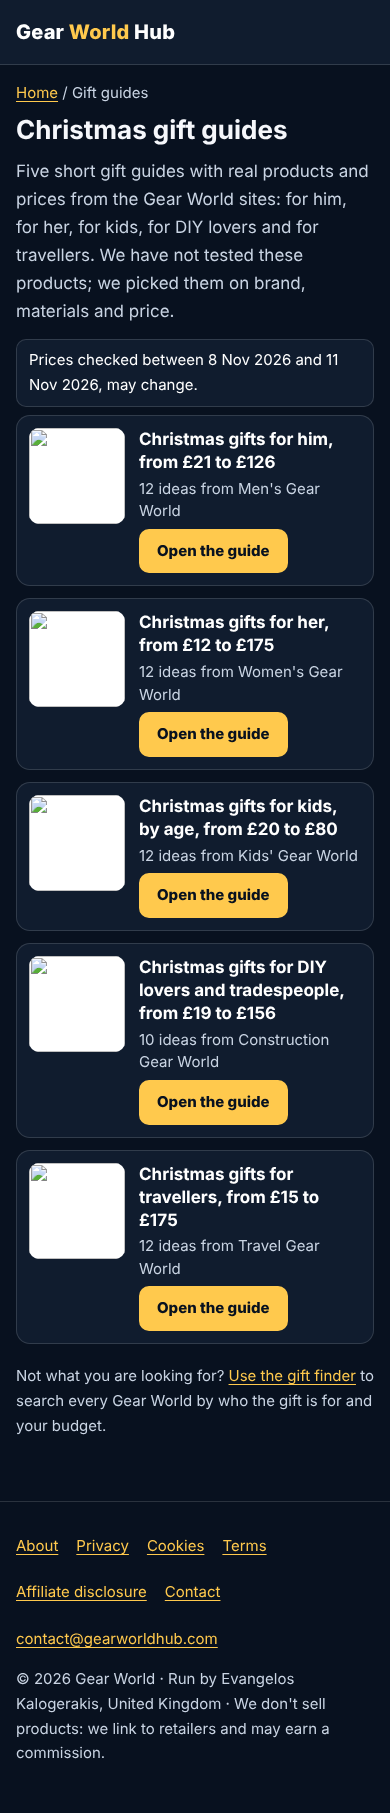 Gear World Hub
Home / Gift guides
Christmas gift guides
Five short gift guides with real products and
prices from the Gear World sites: for him,
for her, for kids, for DIY lovers and for
travellers. We have not tested these
products; we picked them on brand,
materials and price.
Prices checked between 8 Nov 2026 and 11
Nov 2026, may change.
Christmas gifts for him,
from £21 to £126
12 ideas from Men's Gear
World
Open the guide
Christmas gifts for her,
from £12 to £175
12 ideas from Women's Gear
World
Open the guide
Christmas gifts for kids,
by age, from £20 to £80
12 ideas from Kids' Gear World
Open the guide
Christmas gifts for DIY
lovers and tradespeople,
from £19 to £156
10 ideas from Construction
Gear World
Open the guide
Christmas gifts for
travellers, from £15 to
£175
12 ideas from Travel Gear
World
Open the guide
Not what you are looking for? Use the gift finder to
search every Gear World by who the gift is for and
your budget.
About Privacy Cookies Terms
Affiliate disclosure Contact
contact@gearworldhub.com
© 2026 Gear World · Run by Evangelos
Kalogerakis, United Kingdom · We don't sell
products: we link to retailers and may earn a
commission.